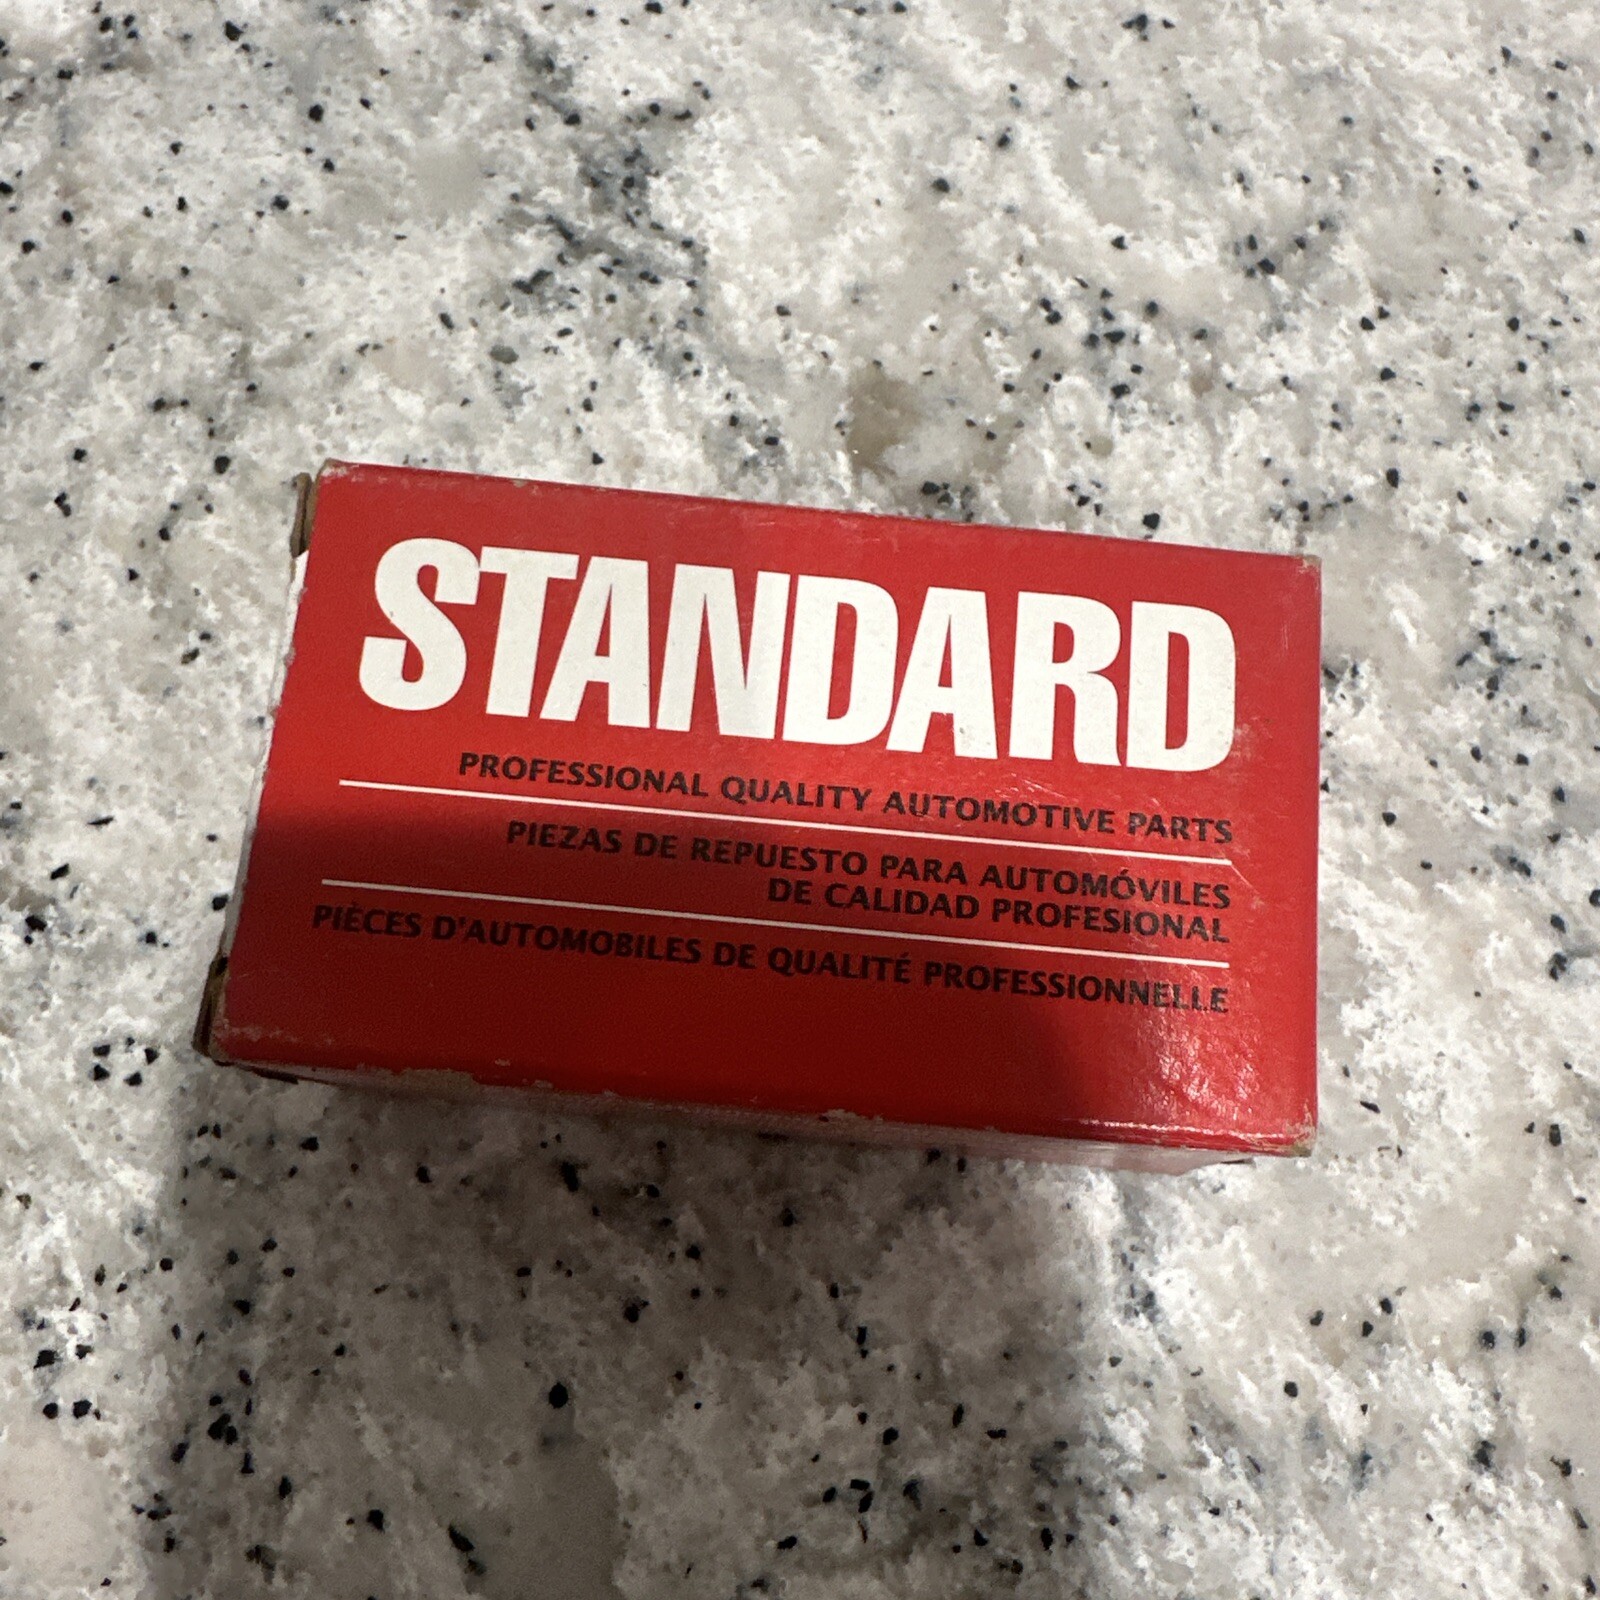 STANDARD
PROFESSIONAL QUALITY AUTOMOTIVE PARTS
PIEZAS DE REPUESTO PARA AUTOMÓVILES
DE CALIDAD PROFESIONAL
PIÈCES D'AUTOMOBILES DE QUALITÉ PROFESSIONNELLE